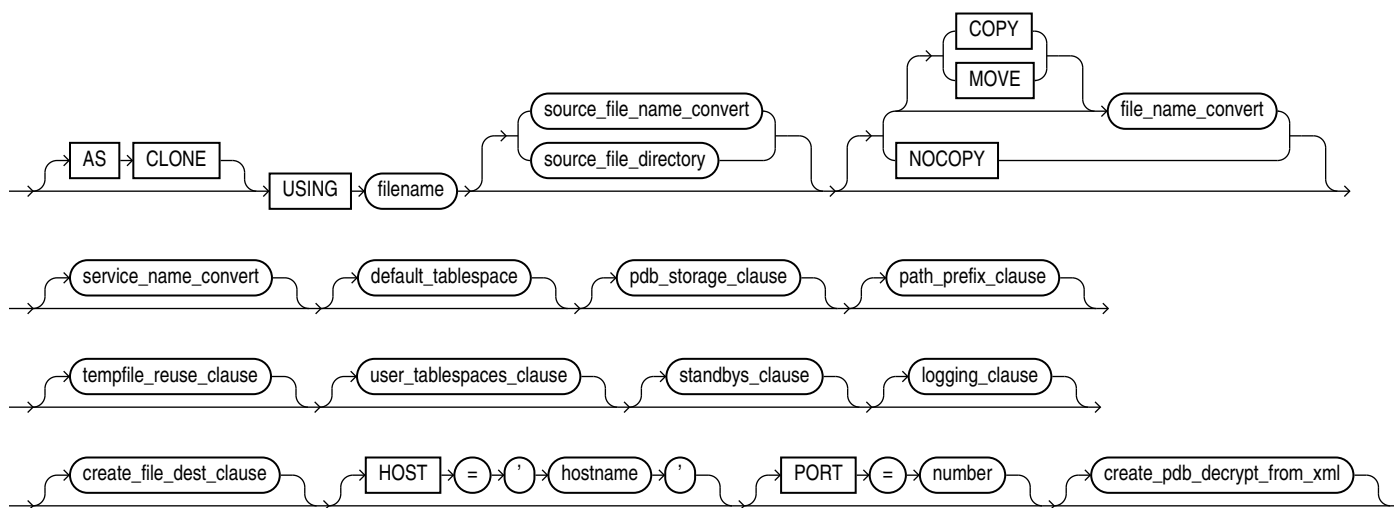 COPY
MOVE
source_file_name_convert file_name_convert
AS CLONE source_file_directory NOCOPY
USING filename
service_name_convert default_tablespace pdb_storage_clause path_prefix_clause
tempfile_reuse_clause user_tablespaces_clause standbys_clause logging_clause
create_file_dest_clause HOST = ' hostname ' PORT = number create_pdb_decrypt_from_xml